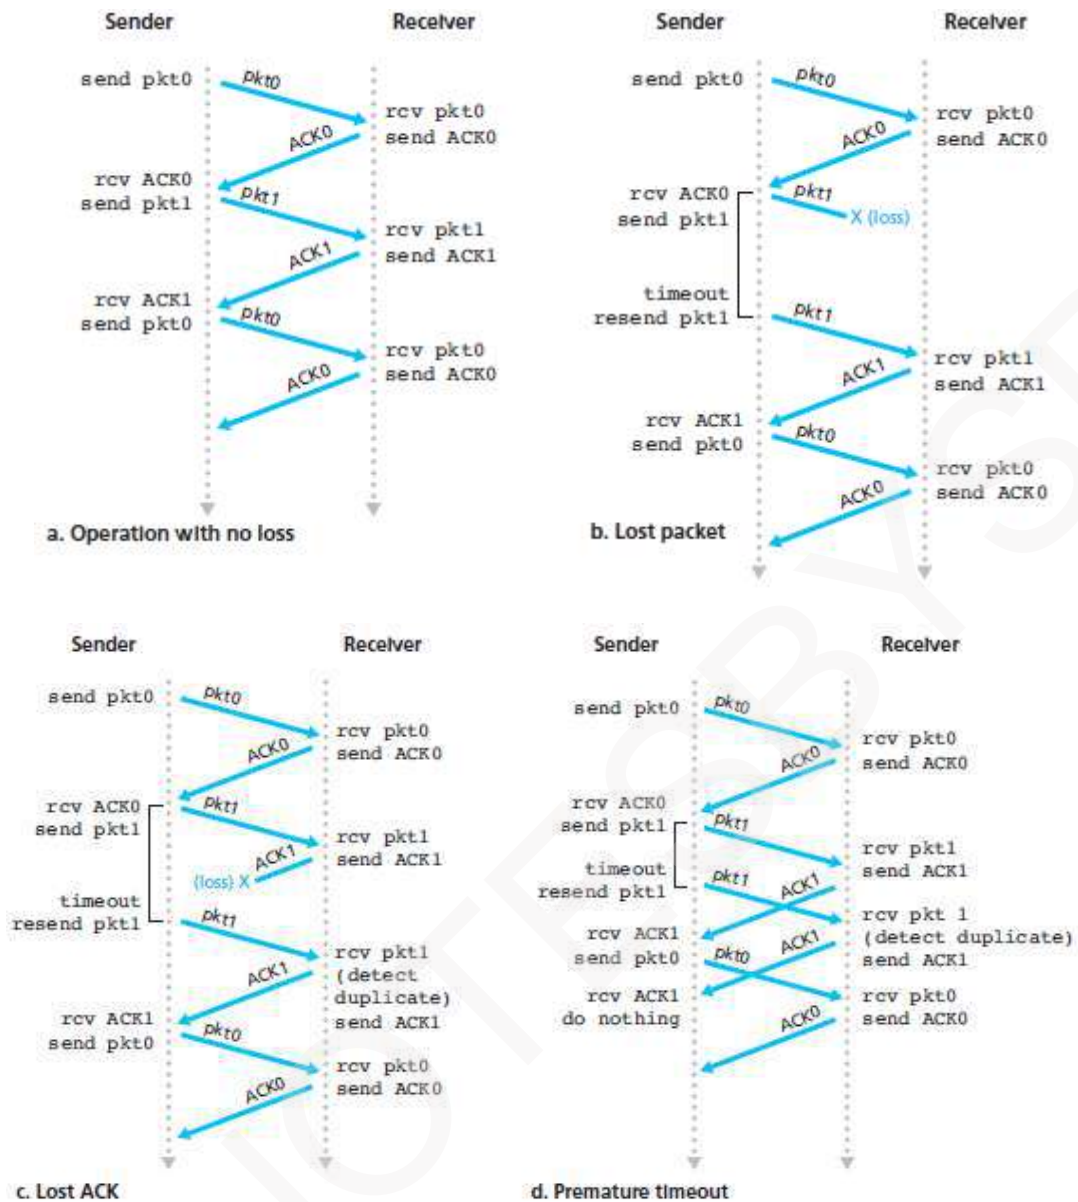 Sender
Receiver
send pkt0
pkt0
rcv pkt0
send ACK0
ACK0
rcv ACK0
send pkt1
pkt1
rcv pkt1
send ACK1
ACK1
rcv ACK1
send pkt0
pkt0
rcv pkt0
send ACK0
ACK0
a. Operation with no loss
Sender
Receiver
send pkt0
pkt0
rcv pkt0
send ACK0
ACK0
rcv ACK0
send pkt1
pkt1
X (loss)
timeout
resend pkt1
pkt1
rcv pkt1
send ACK1
ACK1
rcv ACK1
send pkt0
pkt0
rcv pkt0
send ACK0
ACK0
b. Lost packet
Sender
Receiver
send pkt0
pkt0
rcv pkt0
send ACK0
ACK0
rcv ACK0
send pkt1
pkt1
rcv pkt1
send ACK1
ACK1
(loss) X
timeout
resend pkt1
pkt1
rcv pkt1
(detect
duplicate)
send ACK1
ACK1
rcv ACK1
send pkt0
pkt0
rcv pkt0
send ACK0
ACK0
c. Lost ACK
Sender
Receiver
send pkt0
pkt0
rcv pkt0
send ACK0
ACK0
rcv ACK0
send pkt1
pkt1
rcv pkt1
send ACK1
timeout
resend pkt1
pkt1
ACK1
rcv pkt 1
(detect duplicate)
send ACK1
rcv ACK1
send pkt0
pkt0
ACK1
rcv ACK1
do nothing
rcv pkt0
send ACK0
ACK0
d. Premature timeout